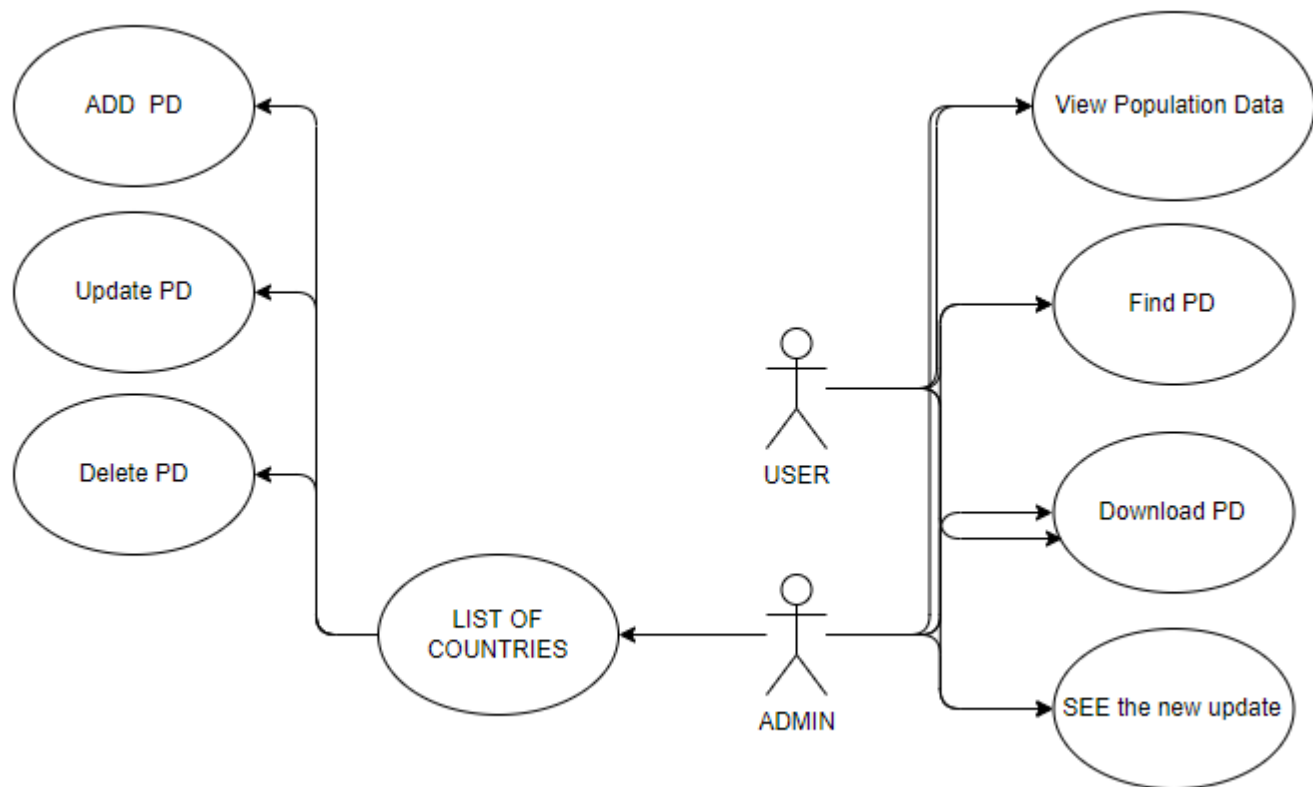 ADD  PD
View Population Data
Update PD
Find PD
Delete PD
USER
Download PD
LIST OF
COUNTRIES
ADMIN
SEE the new update